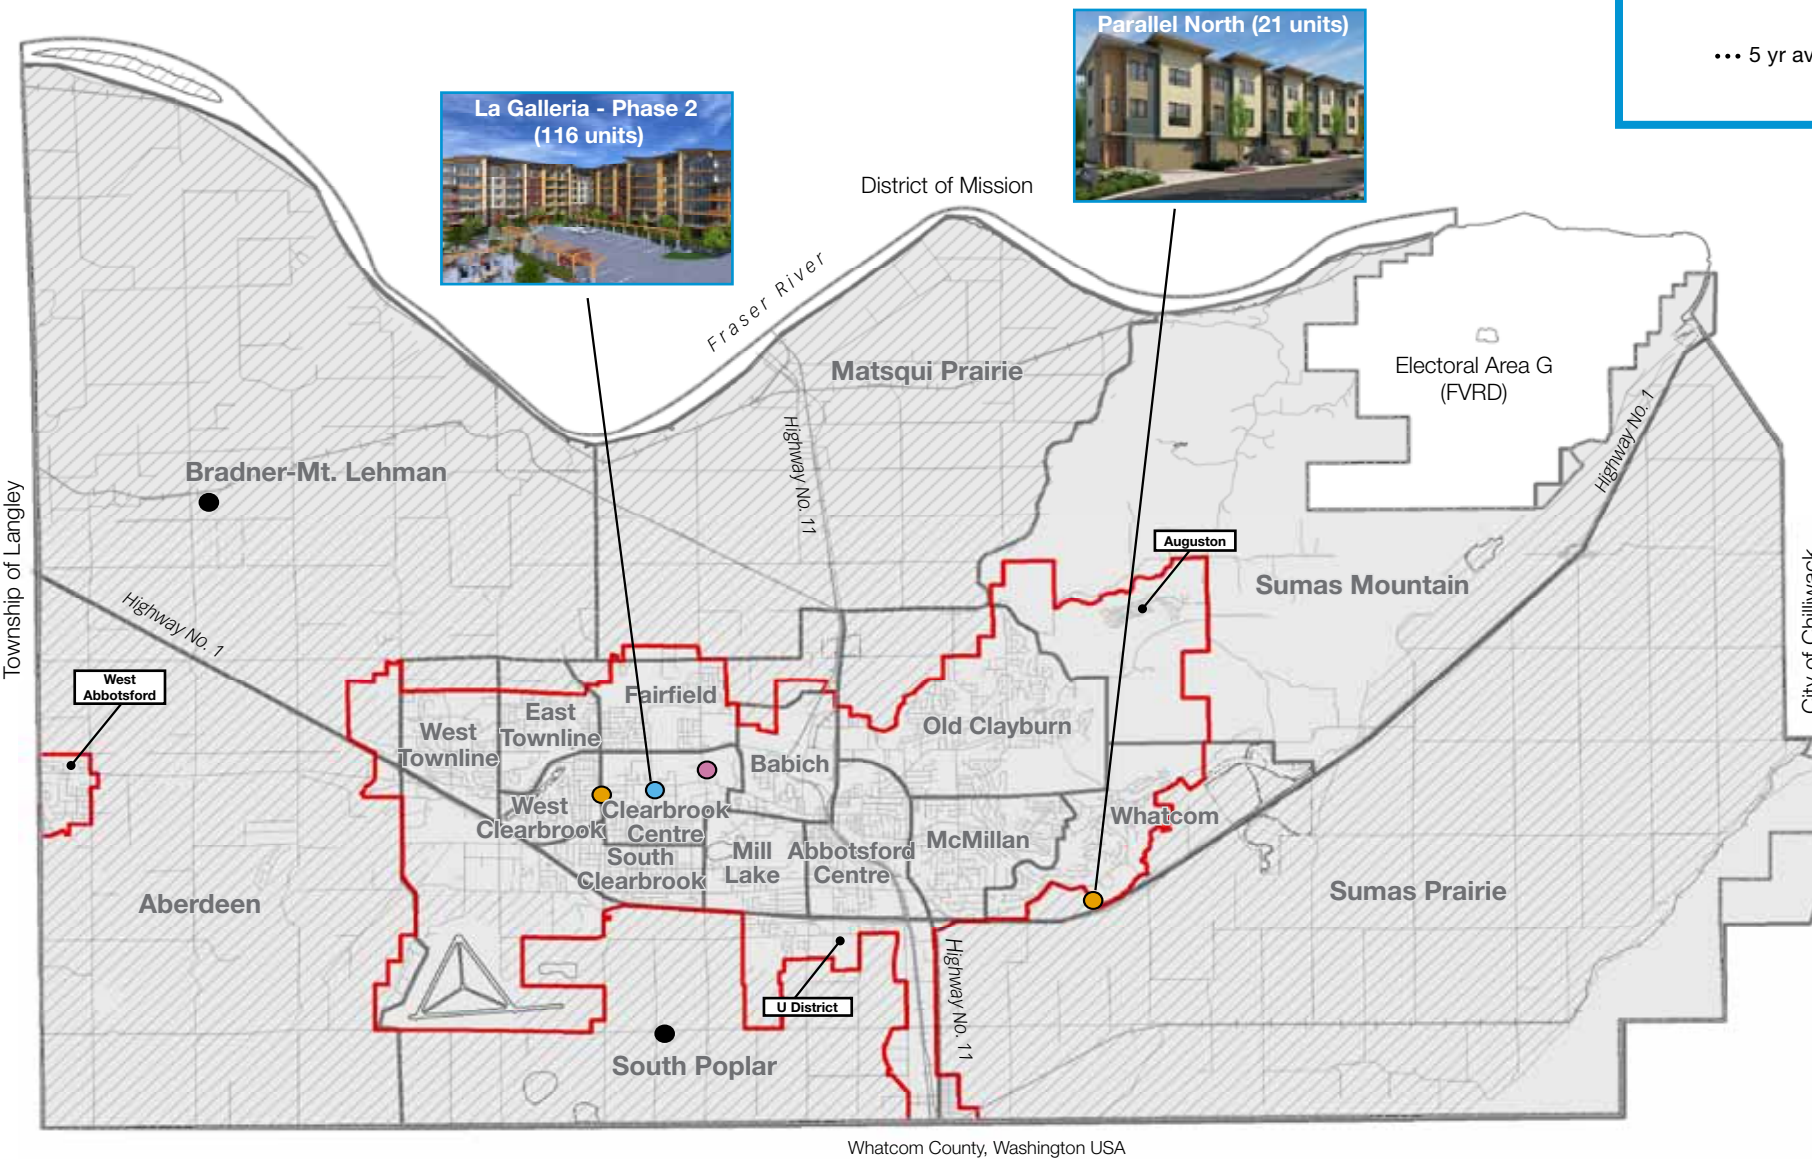 Parallel North (21 units)
••• 5 yr av
La Galleria - Phase 2
(116 units)
District of Mission
Fraser River
Matsqui Prairie
Electoral Area G
(FVRD)
Highway No. 1
Highway No. 11
Bradner-Mt. Lehman
Township of Langley
Auguston
Sumas Mountain
City of Chilliwack
Highway No. 1
West
Abbotsford
Fairfield
East
Townline
West
Townline
Old Clayburn
Babich
West
Clearbrook
Clearbrook
Centre
Whatcom
McMillan
South
Clearbrook
Mill
Lake
Abbotsford
Centre
Aberdeen
Sumas Prairie
U District
Highway No. 11
South Poplar
Whatcom County, Washington USA